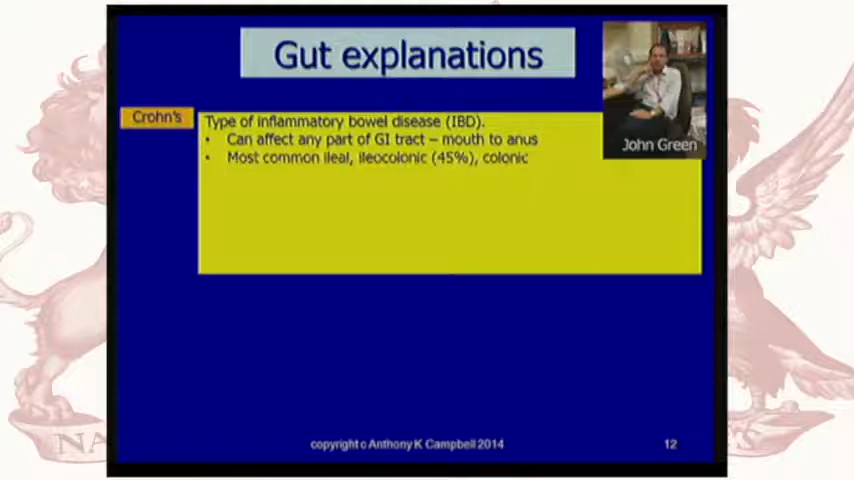 Gut explanations
Crohn's
Type of inflammatory bowel disease (IBD).
• Can affect any part of GI tract – mouth to anus
• Most common ileal, ileocolonic (45%), colonic
John Green
copyright c Anthony K Campbell 2014
12
NA